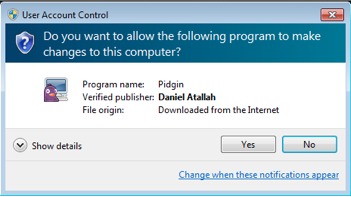 User Account Control
Do you want to allow the following program to make
changes to this computer?
Program name: Pidgin
Verified publisher: Daniel Atallah
File origin: Downloaded from the Internet
Show details
Yes
No
Change when these notifications appear